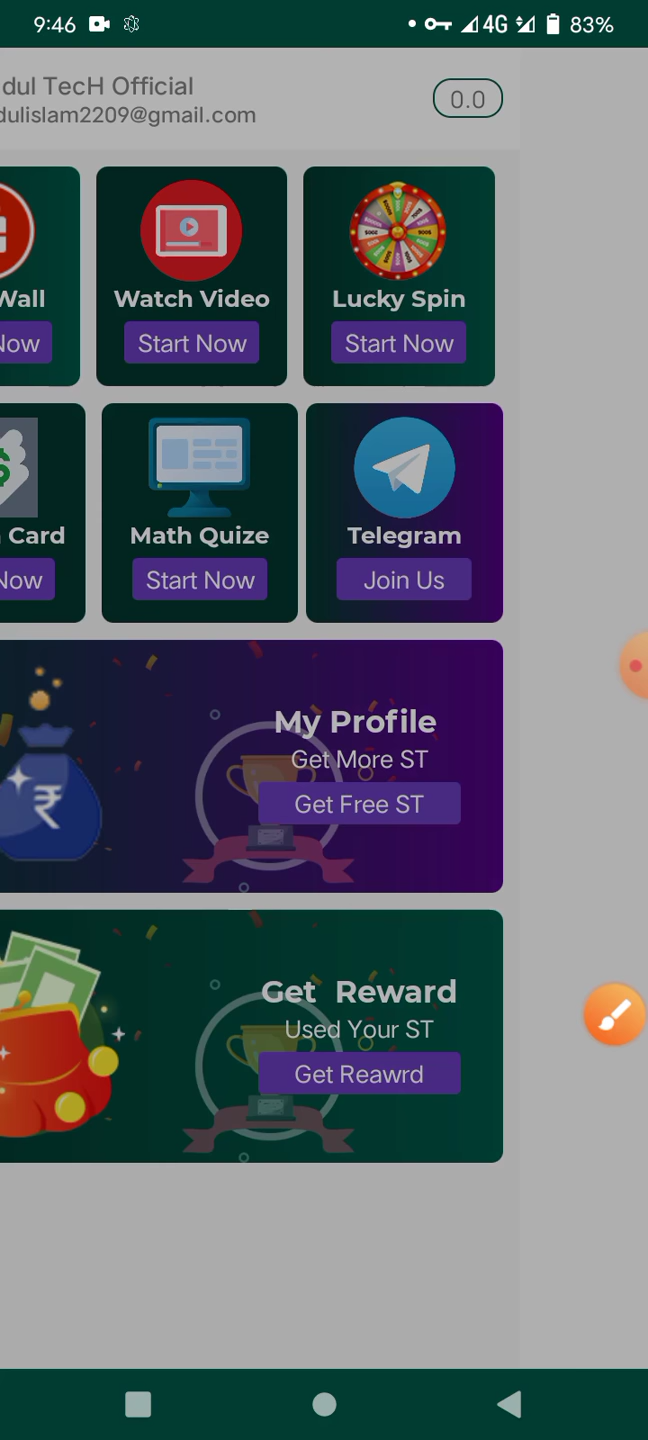 9:46 4G 83%
dul TecH Official
dulislam2209@gmail.com
0.0
Wall
Watch Video
Lucky Spin
Now
Start Now
Start Now
Card
Math Quize
Telegram
Now
Start Now
Join Us
My Profile
Get More ST
Get Free ST
₹
Get Reward
Used Your ST
Get Reawrd